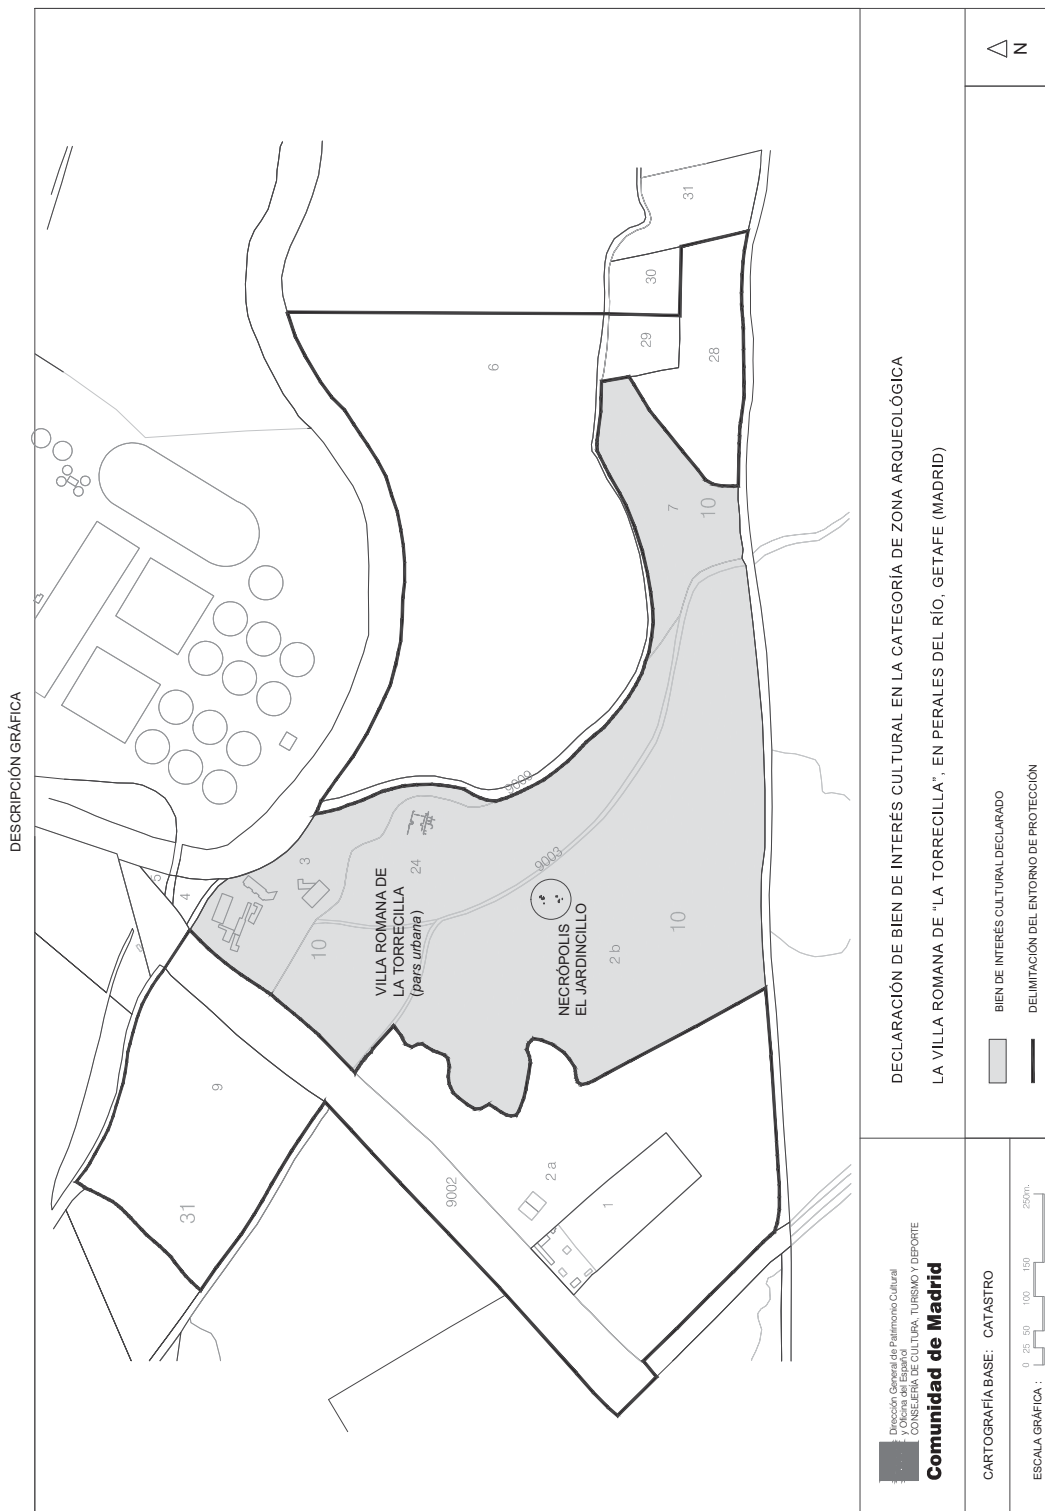 DESCRIPCIÓN GRÁFICA
31
30
29
28
6
7
10
5
4
3
10
24
VILLA ROMANA DE
LA TORRECILLA
(pars urbana)
9009
9003
NECRÓPOLIS
EL JARDINCILLO
2 b
10
9
31
9002
2 a
1
DECLARACIÓN DE BIEN DE INTERÉS CULTURAL EN LA CATEGORÍA DE ZONA ARQUEOLÓGICA
LA VILLA ROMANA DE "LA TORRECILLA", EN PERALES DEL RÍO, GETAFE (MADRID)
N
BIEN DE INTERÉS CULTURAL DECLARADO
DELIMITACIÓN DEL ENTORNO DE PROTECCIÓN
Dirección General de Patrimonio Cultural
y Oficina del Español
CONSEJERÍA DE CULTURA, TURISMO Y DEPORTE
Comunidad de Madrid
CARTOGRAFÍA BASE: CATASTRO
ESCALA GRÁFICA :
0 25 50 100 150 250m.